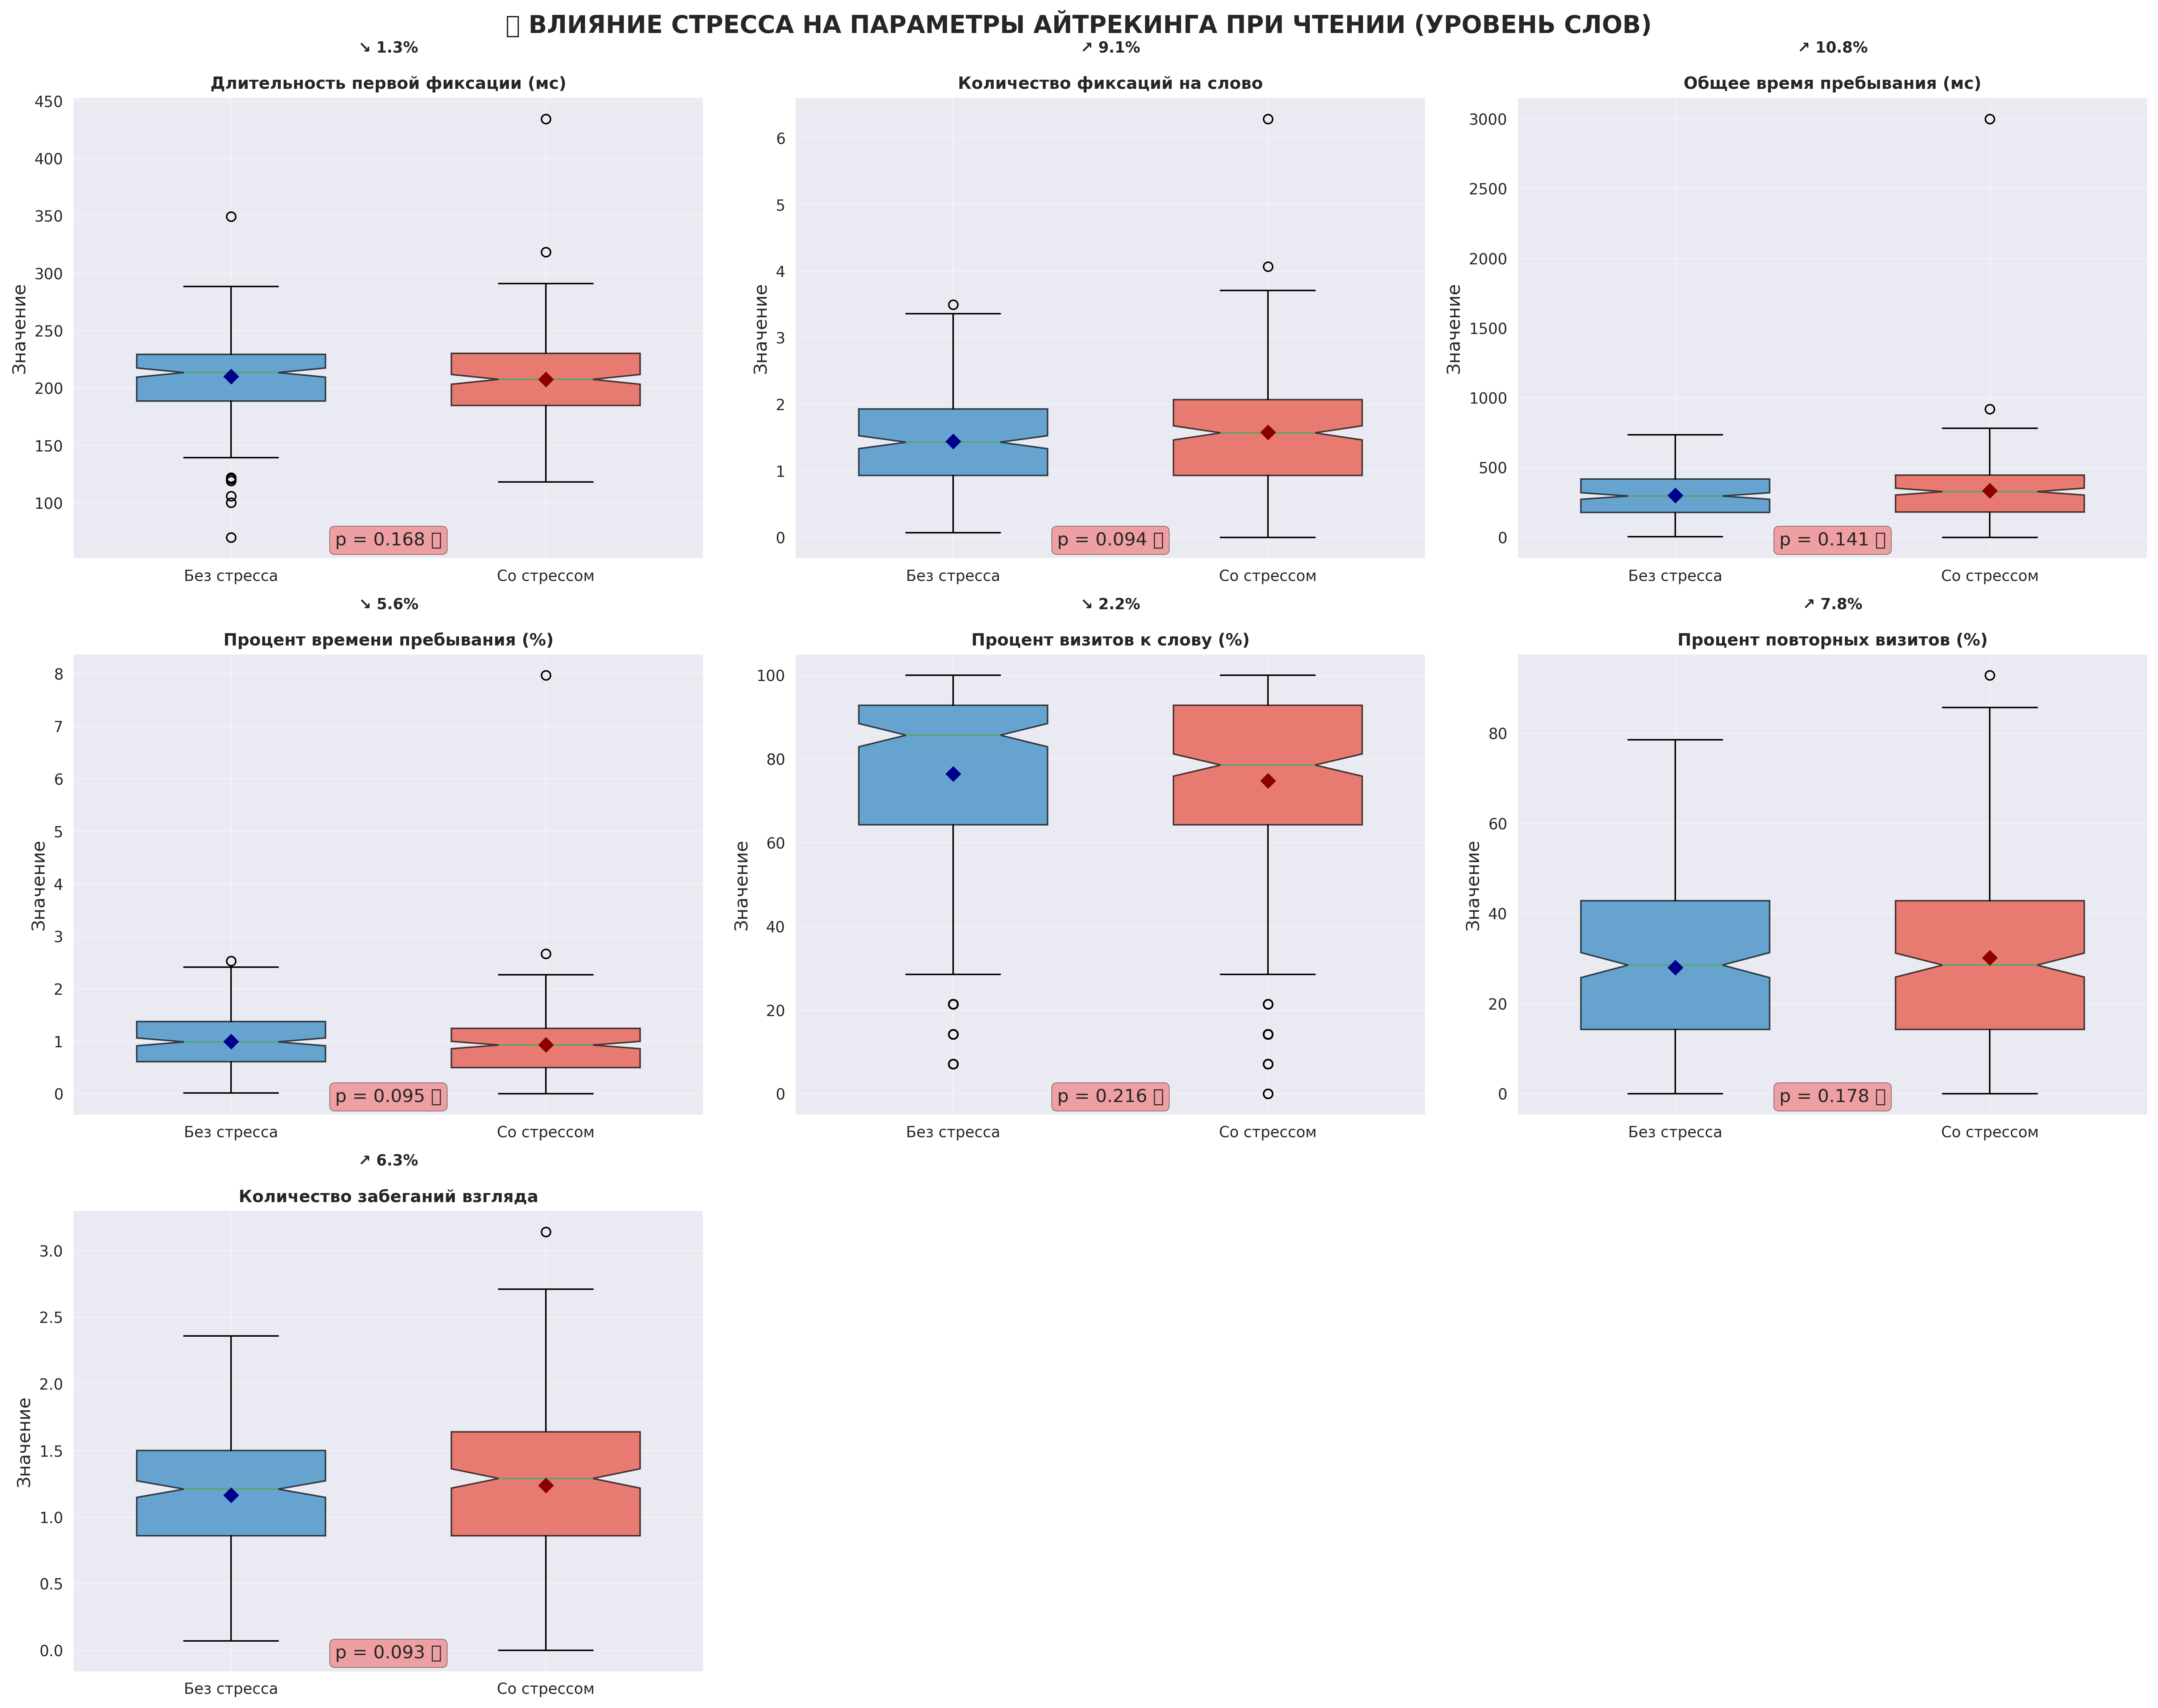 ▯ ВЛИЯНИЕ СТРЕССА НА ПАРАМЕТРЫ АЙТРЕКИНГА ПРИ ЧТЕНИИ (УРОВЕНЬ СЛОВ)
↘ 1.3%
Длительность первой фиксации (мс)
450
400
350
300
250
200
150
100
Значение
p = 0.168 ▯
Без стресса
Со стрессом
↗ 9.1%
Количество фиксаций на слово
6
5
4
3
2
1
0
Значение
p = 0.094 ▯
Без стресса
Со стрессом
↗ 10.8%
Общее время пребывания (мс)
3000
2500
2000
1500
1000
500
0
Значение
p = 0.141 ▯
Без стресса
Со стрессом
↘ 5.6%
Процент времени пребывания (%)
8
7
6
5
4
3
2
1
0
Значение
p = 0.095 ▯
Без стресса
Со стрессом
↘ 2.2%
Процент визитов к слову (%)
100
80
60
40
20
0
Значение
p = 0.216 ▯
Без стресса
Со стрессом
↗ 7.8%
Процент повторных визитов (%)
80
60
40
20
0
Значение
p = 0.178 ▯
Без стресса
Со стрессом
↗ 6.3%
Количество забеганий взгляда
3.0
2.5
2.0
1.5
1.0
0.5
0.0
Значение
p = 0.093 ▯
Без стресса
Со стрессом